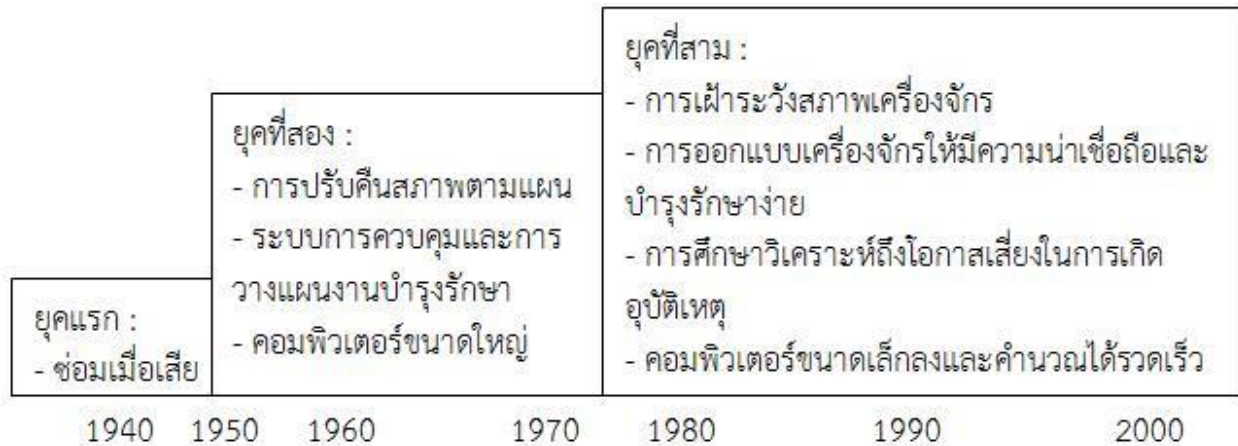 ยุคแรก :
- ซ่อมเมื่อเสีย
ยุคที่สอง :
- การปรับคืนสภาพตามแผน
- ระบบการควบคุมและการ
วางแผนงานบำรุงรักษา
- คอมพิวเตอร์ขนาดใหญ่
ยุคที่สาม :
- การเฝ้าระวังสภาพเครื่องจักร
- การออกแบบเครื่องจักรให้มีความน่าเชื่อถือและ
บำรุงรักษาง่าย
- การศึกษาวิเคราะห์ถึงโอกาสเสี่ยงในการเกิด
อุบัติเหตุ
- คอมพิวเตอร์ขนาดเล็กลงและคำนวณได้รวดเร็ว
1940 1950 1960 1970 1980 1990 2000